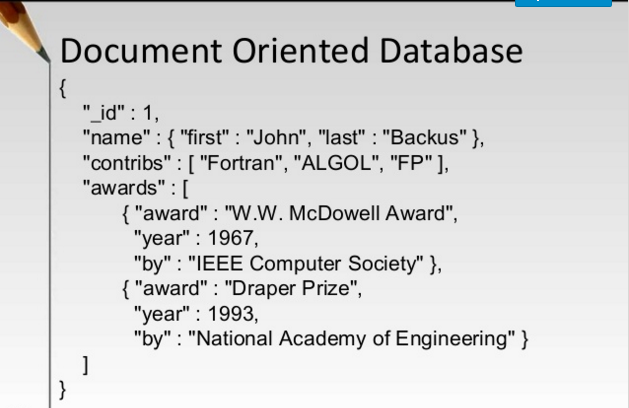 Document Oriented Database
{
"_id" : 1,
"name" : { "first" : "John", "last" : "Backus" },
"contribs" : [ "Fortran", "ALGOL", "FP" ],
"awards" : [
{ "award" : "W.W. McDowell Award",
"year" : 1967,
"by" : "IEEE Computer Society" },
{ "award" : "Draper Prize",
"year" : 1993,
"by" : "National Academy of Engineering" }
]
}